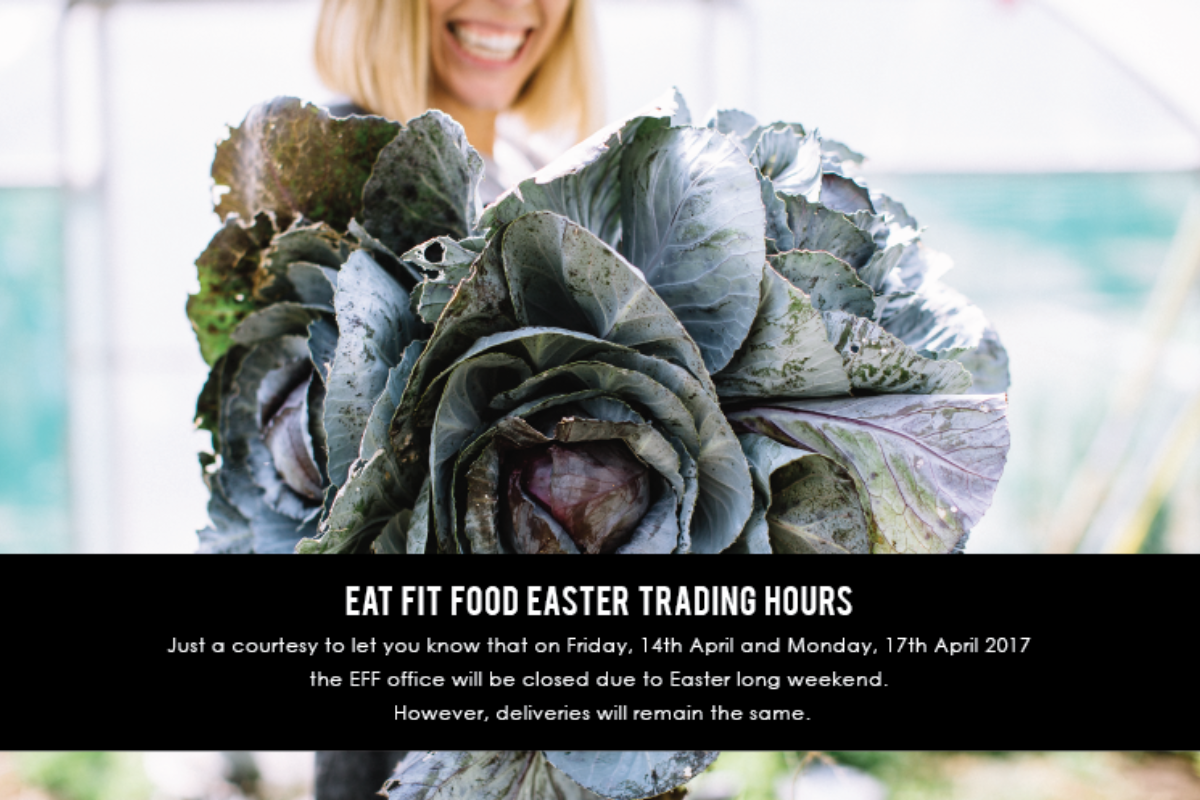 EAT FIT FOOD EASTER TRADING HOURS
Just a courtesy to let you know that on Friday, 14th April and Monday, 17th April 2017
the EFF office will be closed due to Easter long weekend.
However, deliveries will remain the same.